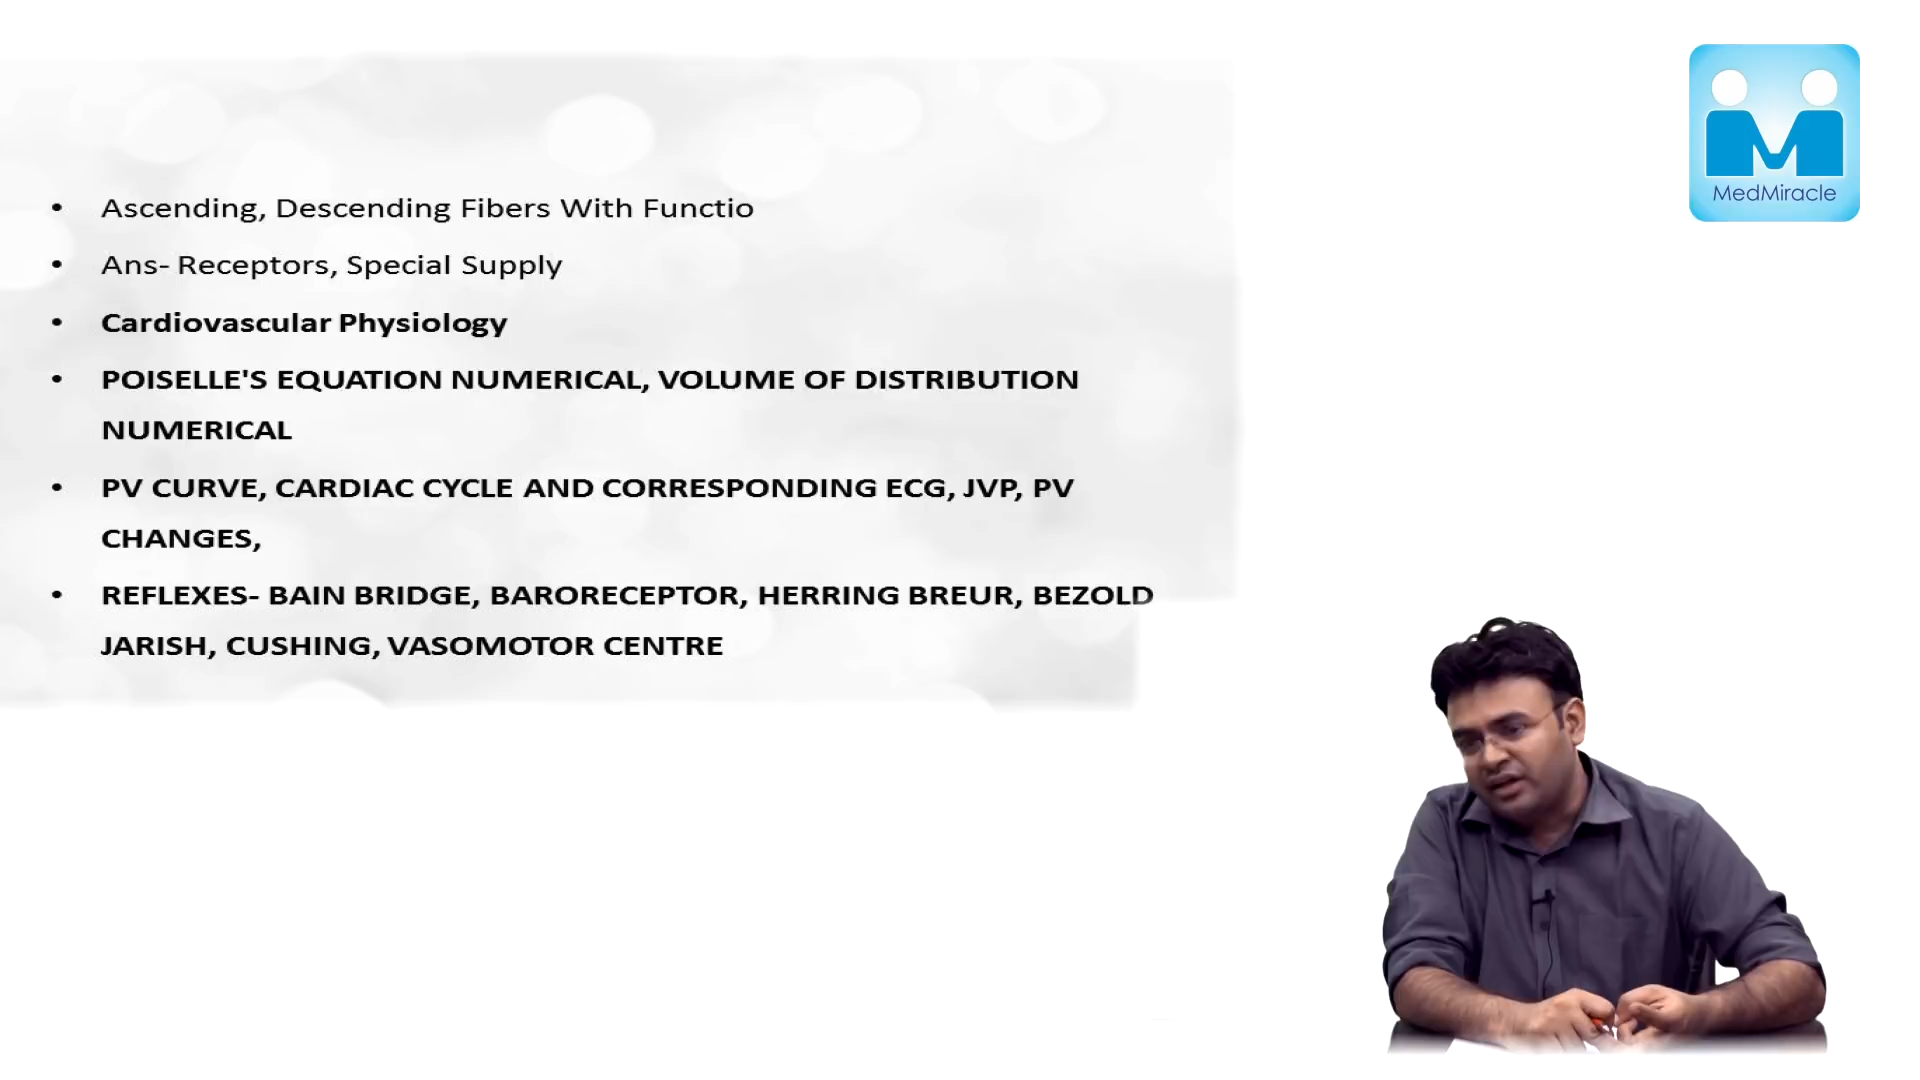 • Ascending, Descending Fibers With Functio
• Ans- Receptors, Special Supply
• Cardiovascular Physiology
• POISELLE'S EQUATION NUMERICAL, VOLUME OF DISTRIBUTION
NUMERICAL
• PV CURVE, CARDIAC CYCLE AND CORRESPONDING ECG, JVP, PV
CHANGES,
• REFLEXES- BAIN BRIDGE, BARORECEPTOR, HERRING BREUR, BEZOLD
JARISH, CUSHING, VASOMOTOR CENTRE
MedMiracle